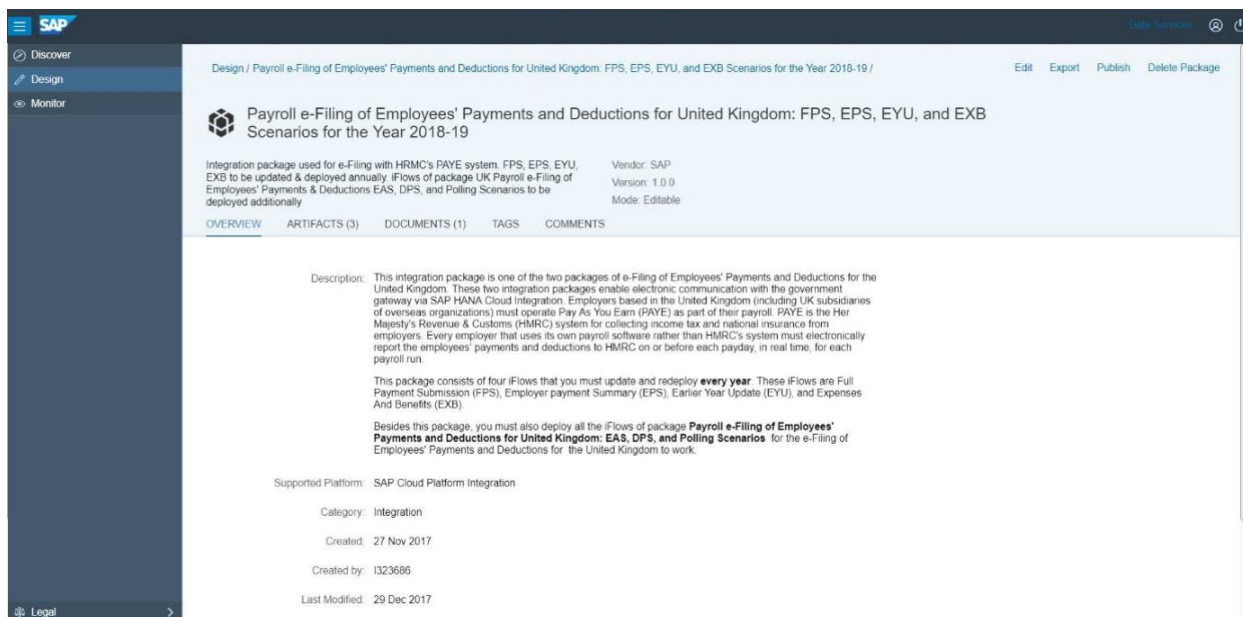 SAP
Data Services
Discover
Design
Monitor
Design / Payroll e-Filing of Employees' Payments and Deductions for United Kingdom: FPS, EPS, EYU, and EXB Scenarios for the Year 2018-19 /
Edit Export Publish Delete Package
Payroll e-Filing of Employees' Payments and Deductions for United Kingdom: FPS, EPS, EYU, and EXB
Scenarios for the Year 2018-19
Integration package used for e-Filing with HRMC's PAYE system. FPS, EPS, EYU,
EXB to be updated & deployed annually. iFlows of package UK Payroll e-Filing of
Employees' Payments & Deductions EAS, DPS, and Polling Scenarios to be
deployed additionally
Vendor: SAP
Version: 1.0.0
Mode: Editable
OVERVIEW ARTIFACTS (3) DOCUMENTS (1) TAGS COMMENTS
Description: This integration package is one of the two packages of e-Filing of Employees' Payments and Deductions for the
United Kingdom. These two integration packages enable electronic communication with the government
gateway via SAP HANA Cloud Integration. Employers based in the United Kingdom (including UK subsidiaries
of overseas organizations) must operate Pay As You Earn (PAYE) as part of their payroll. PAYE is the Her
Majesty's Revenue & Customs (HMRC) system for collecting income tax and national insurance from
employers. Every employer that uses its own payroll software rather than HMRC's system must electronically
report the employees' payments and deductions to HMRC on or before each payday, in real time, for each
payroll run.
This package consists of four iFlows that you must update and redeploy every year. These iFlows are Full
Payment Submission (FPS), Employer payment Summary (EPS), Earlier Year Update (EYU), and Expenses
And Benefits (EXB).
Besides this package, you must also deploy all the iFlows of package Payroll e-Filing of Employees'
Payments and Deductions for United Kingdom: EAS, DPS, and Polling Scenarios for the e-Filing of
Employees' Payments and Deductions for the United Kingdom to work.
Supported Platform: SAP Cloud Platform Integration
Category: Integration
Created: 27 Nov 2017
Created by: I323686
Last Modified: 29 Dec 2017
Legal